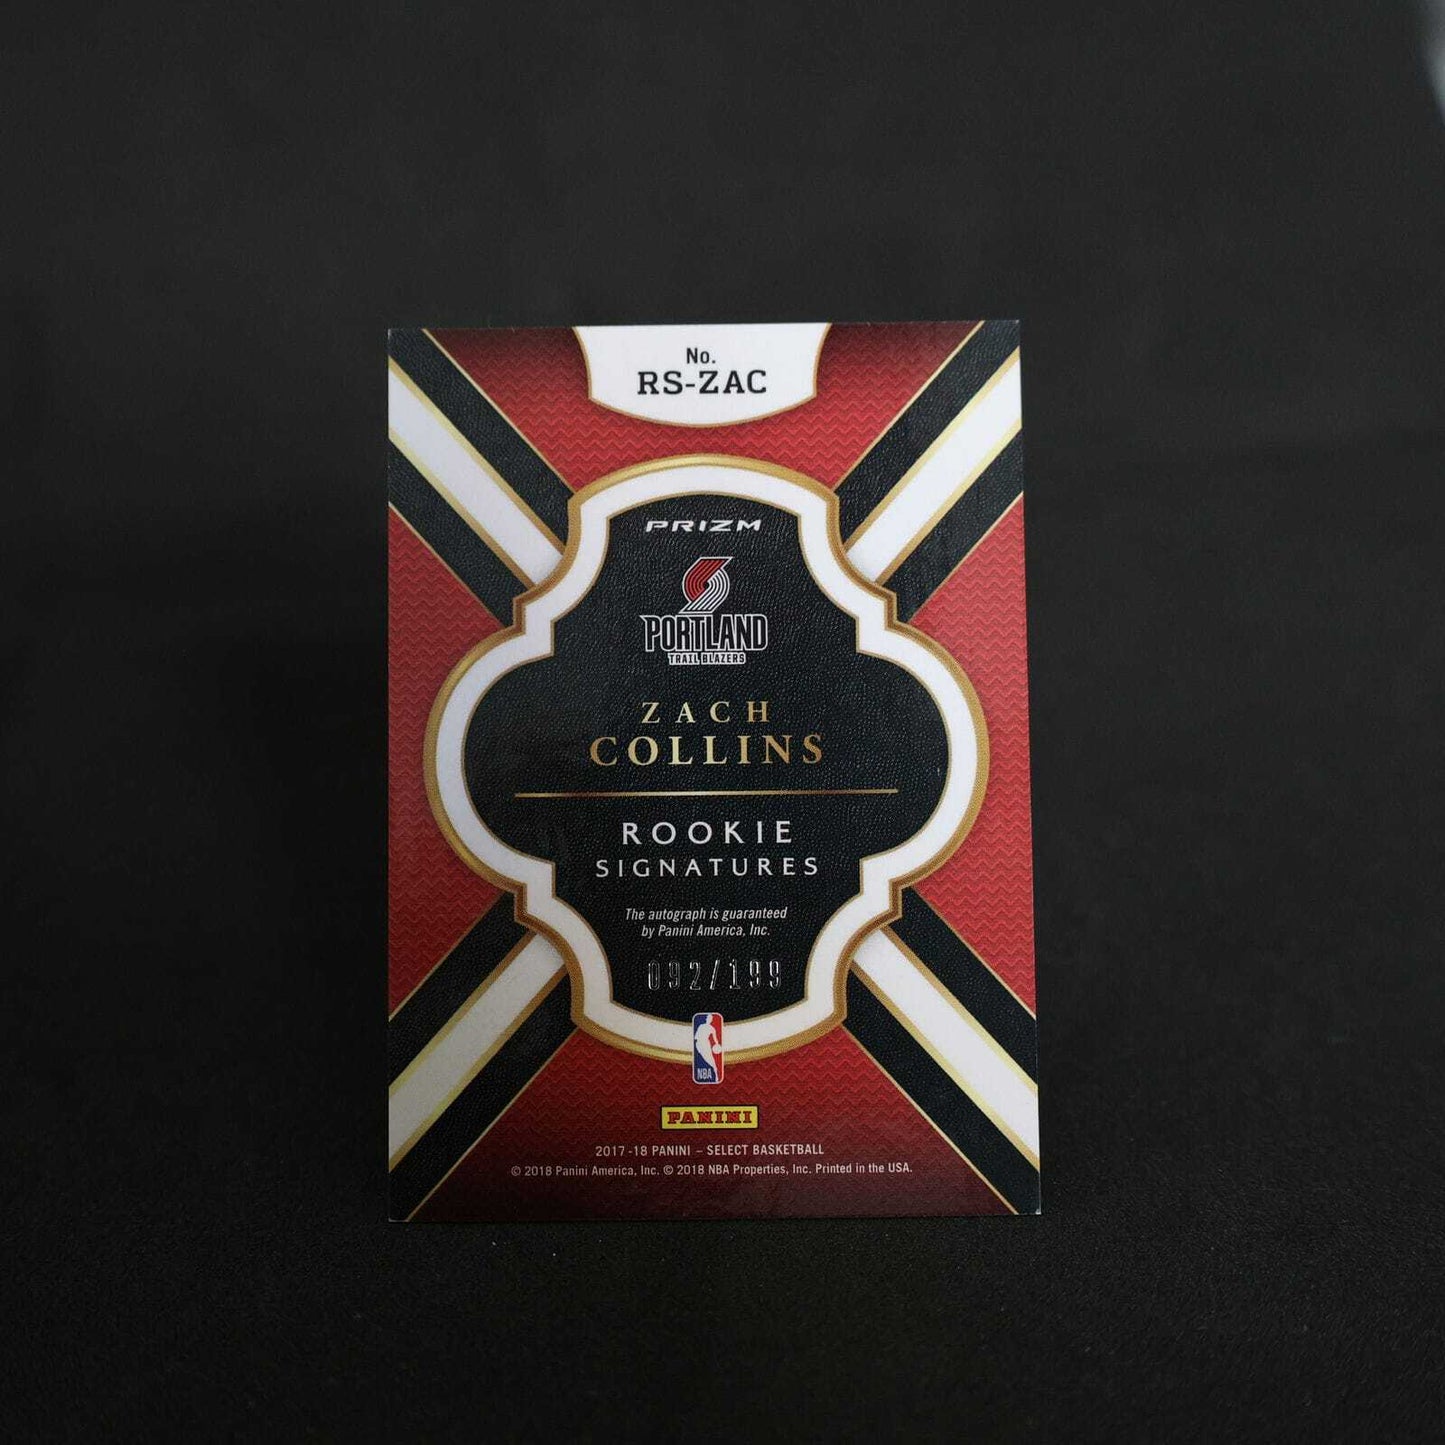 No.
RS-ZAC
PRIZM
PORTLAND
TRAIL BLAZERS
ZACH
COLLINS
ROOKIE
SIGNATURES
The autograph is guaranteed
by Panini America, Inc.
092/199
NBA
PANINI
2017-18 PANINI – SELECT BASKETBALL
© 2018 Panini America, Inc. © 2018 NBA Properties, Inc. Printed in the USA.